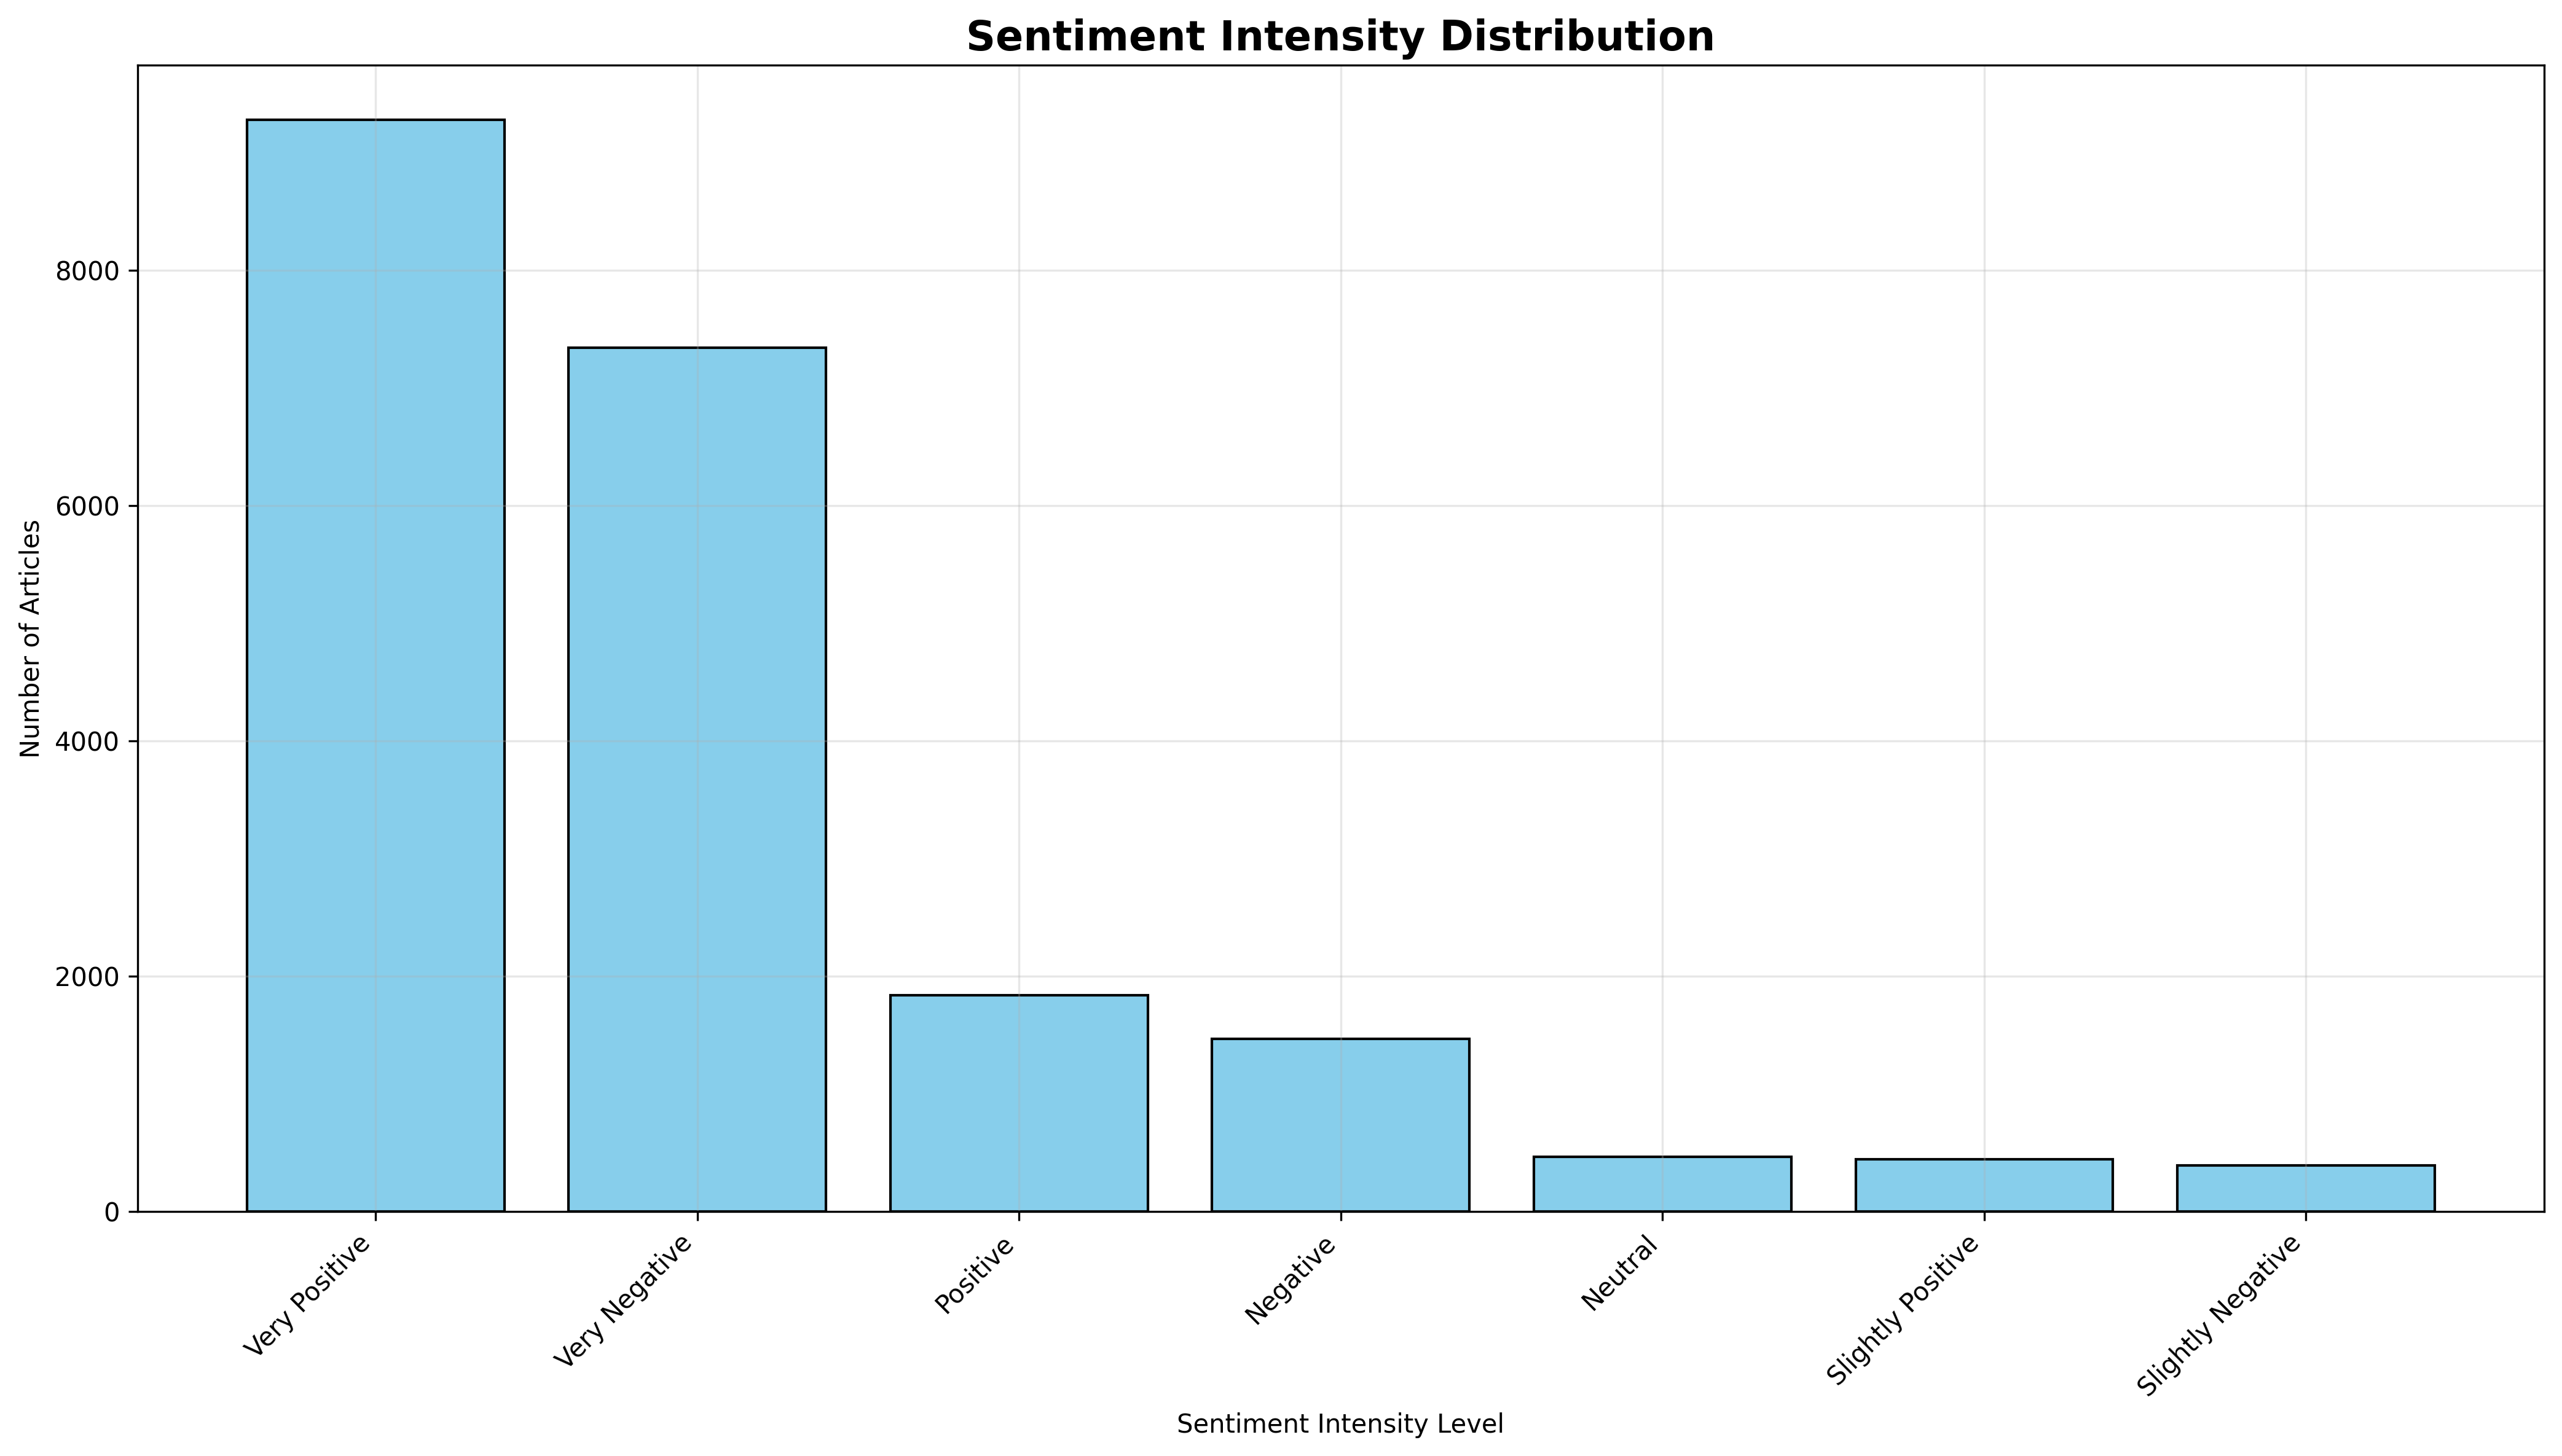 Sentiment Intensity Distribution
Number of Articles
8000
6000
4000
2000
0
Very Positive
Very Negative
Positive
Negative
Neutral
Slightly Positive
Slightly Negative
Sentiment Intensity Level